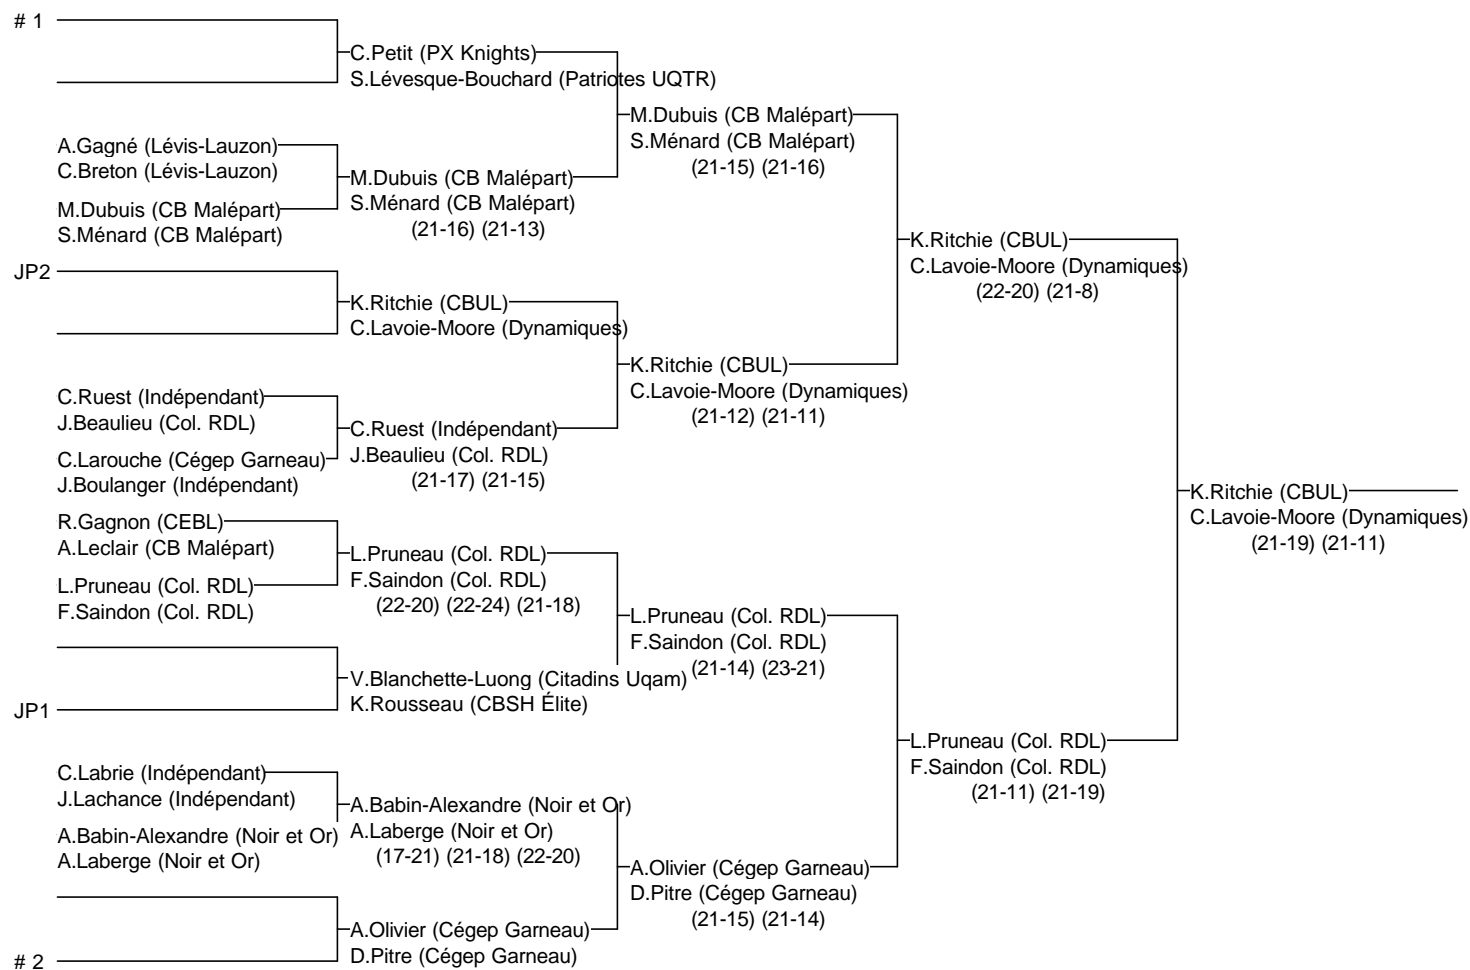 # 1
C.Petit (PX Knights)
S.Lévesque-Bouchard (Patriotes UQTR)
M.Dubuis (CB Malépart)
S.Ménard (CB Malépart)
(21-15) (21-16)
A.Gagné (Lévis-Lauzon)
C.Breton (Lévis-Lauzon)
M.Dubuis (CB Malépart)
S.Ménard (CB Malépart)
(21-16) (21-13)
M.Dubuis (CB Malépart)
S.Ménard (CB Malépart)
K.Ritchie (CBUL)
C.Lavoie-Moore (Dynamiques)
(22-20) (21-8)
JP2
K.Ritchie (CBUL)
C.Lavoie-Moore (Dynamiques)
K.Ritchie (CBUL)
C.Lavoie-Moore (Dynamiques)
(21-12) (21-11)
C.Ruest (Indépendant)
J.Beaulieu (Col. RDL)
C.Ruest (Indépendant)
J.Beaulieu (Col. RDL)
(21-17) (21-15)
C.Larouche (Cégep Garneau)
J.Boulanger (Indépendant)
K.Ritchie (CBUL)
C.Lavoie-Moore (Dynamiques)
(21-19) (21-11)
R.Gagnon (CEBL)
A.Leclair (CB Malépart)
L.Pruneau (Col. RDL)
F.Saindon (Col. RDL)
(22-20) (22-24) (21-18)
L.Pruneau (Col. RDL)
F.Saindon (Col. RDL)
L.Pruneau (Col. RDL)
F.Saindon (Col. RDL)
(21-14) (23-21)
V.Blanchette-Luong (Citadins Uqam)
K.Rousseau (CBSH Élite)
JP1
L.Pruneau (Col. RDL)
F.Saindon (Col. RDL)
(21-11) (21-19)
C.Labrie (Indépendant)
J.Lachance (Indépendant)
A.Babin-Alexandre (Noir et Or)
A.Laberge (Noir et Or)
(17-21) (21-18) (22-20)
A.Babin-Alexandre (Noir et Or)
A.Laberge (Noir et Or)
A.Olivier (Cégep Garneau)
D.Pitre (Cégep Garneau)
(21-15) (21-14)
A.Olivier (Cégep Garneau)
D.Pitre (Cégep Garneau)
# 2